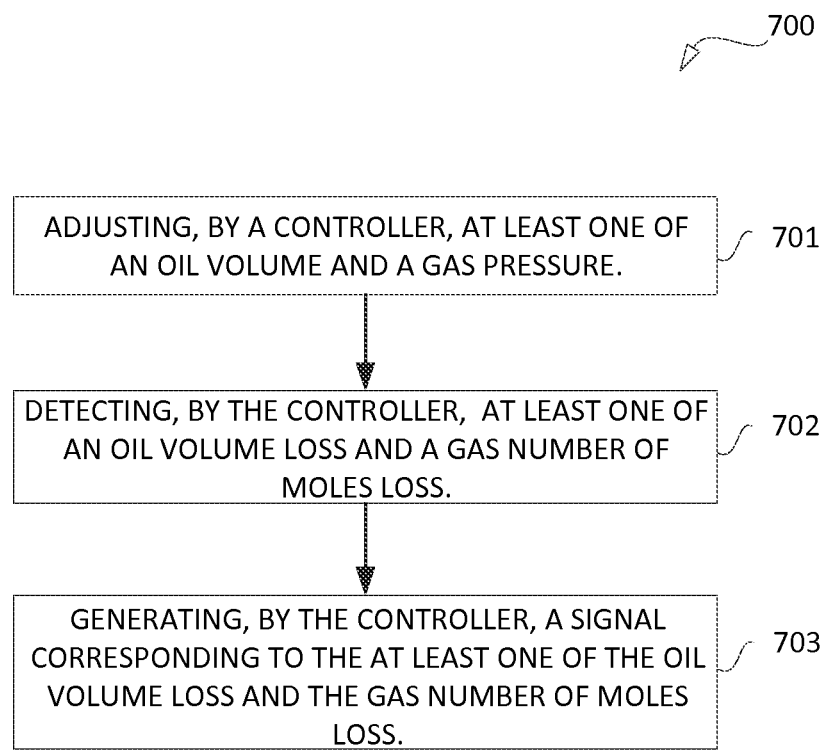 700
ADJUSTING, BY A CONTROLLER, AT LEAST ONE OF
AN OIL VOLUME AND A GAS PRESSURE.
701
DETECTING, BY THE CONTROLLER, AT LEAST ONE OF
AN OIL VOLUME LOSS AND A GAS NUMBER OF
MOLES LOSS.
702
GENERATING, BY THE CONTROLLER, A SIGNAL
CORRESPONDING TO THE AT LEAST ONE OF THE OIL
VOLUME LOSS AND THE GAS NUMBER OF MOLES
LOSS.
703